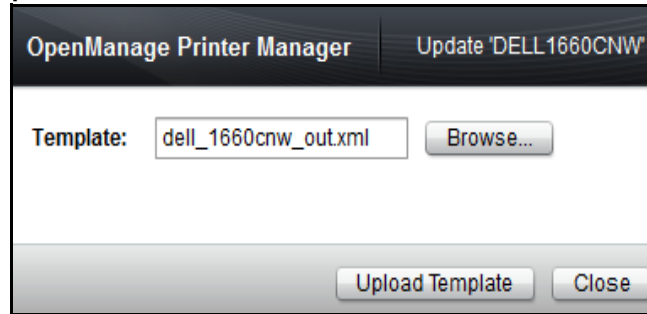 OpenManage Printer Manager Update 'DELL1660CNW'
Template: dell_1660cnw_out.xml Browse...
Upload Template Close